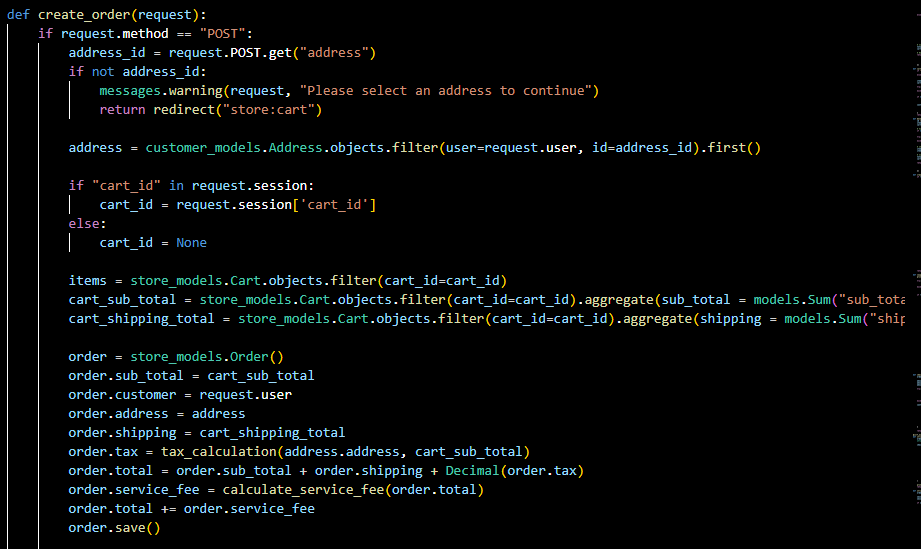 def create_order(request):
    if request.method == "POST":
        address_id = request.POST.get("address")
        if not address_id:
            messages.warning(request, "Please select an address to continue")
            return redirect("store:cart")

        address = customer_models.Address.objects.filter(user=request.user, id=address_id).first()

        if "cart_id" in request.session:
            cart_id = request.session['cart_id']
        else:
            cart_id = None

        items = store_models.Cart.objects.filter(cart_id=cart_id)
        cart_sub_total = store_models.Cart.objects.filter(cart_id=cart_id).aggregate(sub_total = models.Sum("sub_tota
        cart_shipping_total = store_models.Cart.objects.filter(cart_id=cart_id).aggregate(shipping = models.Sum("ship

        order = store_models.Order()
        order.sub_total = cart_sub_total
        order.customer = request.user
        order.address = address
        order.shipping = cart_shipping_total
        order.tax = tax_calculation(address.address, cart_sub_total)
        order.total = order.sub_total + order.shipping + Decimal(order.tax)
        order.service_fee = calculate_service_fee(order.total)
        order.total += order.service_fee
        order.save()